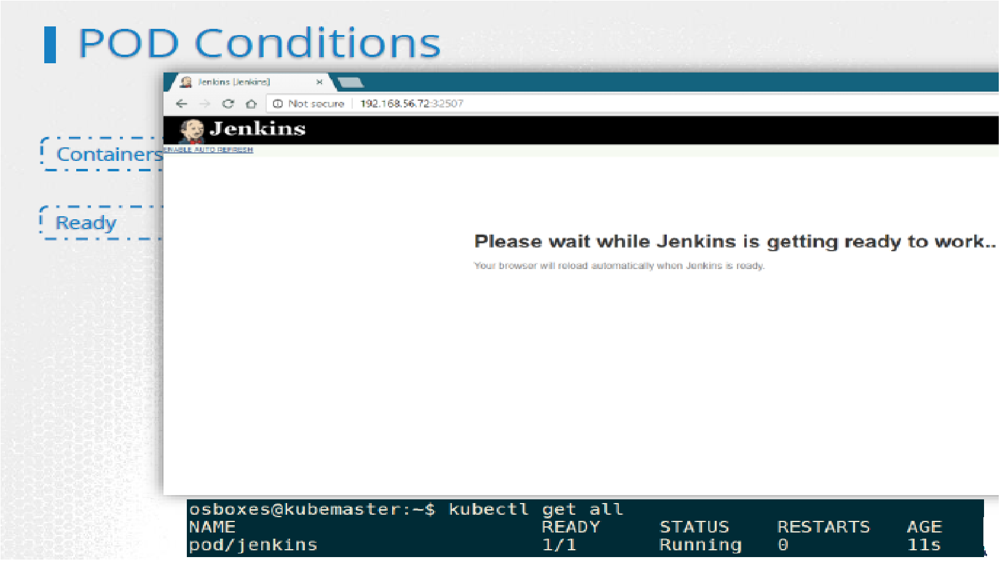 POD Conditions
Jenkins [Jenkins]
Not secure 192.168.56.72:32507
Jenkins
ENABLE AUTO REFRESH
Containers
Ready
Please wait while Jenkins is getting ready to work..
Your browser will reload automatically when Jenkins is ready.
osboxes@kubemaster:~$ kubectl get all
NAME READY STATUS RESTARTS AGE
pod/jenkins 1/1 Running 0 11s